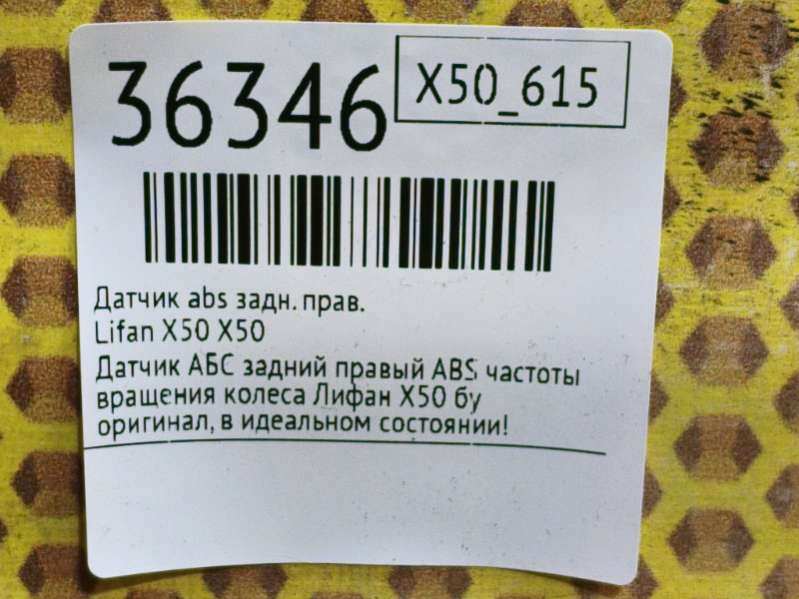 36346
X50_615
Датчик abs задн. прав.
Lifan X50 X50
Датчик АБС задний правый ABS частоты
вращения колеса Лифан X50 бу
оригинал, в идеальном состоянии!